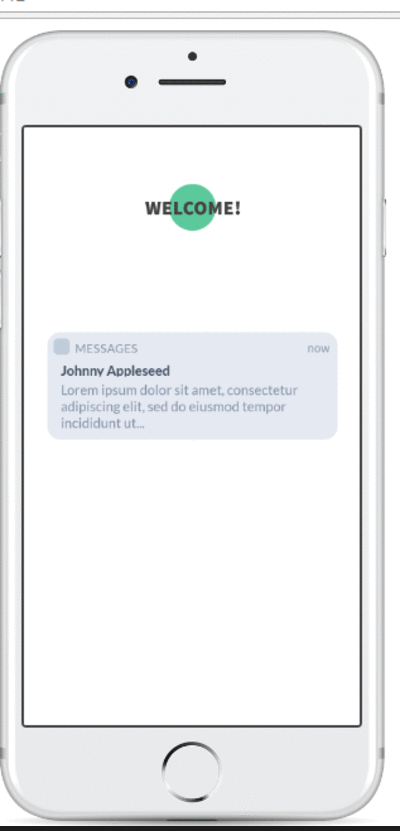 WELCOME!
MESSAGES now
Johnny Appleseed
Lorem ipsum dolor sit amet, consectetur
adipiscing elit, sed do eiusmod tempor
incididunt ut...